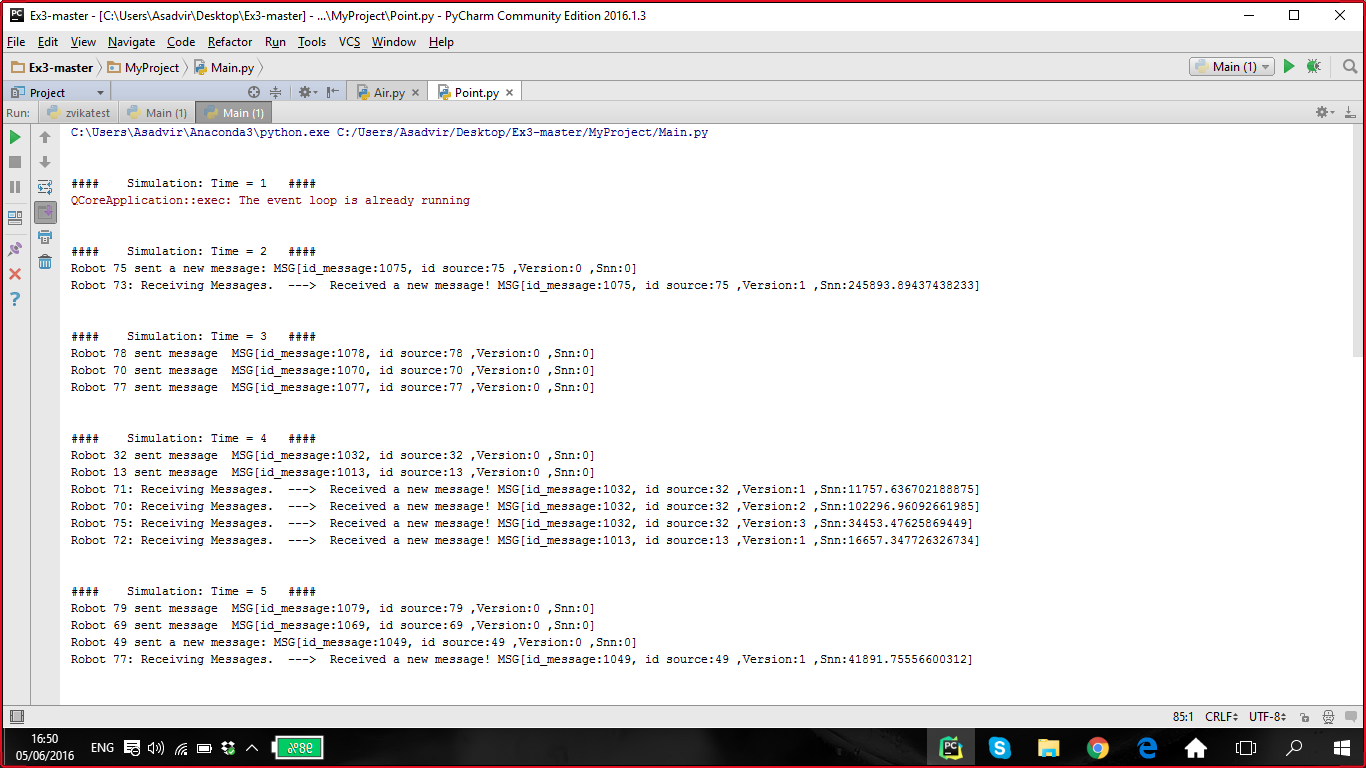 Ex3-master - [C:\Users\Asadvir\Desktop\Ex3-master] - ...\MyProject\Point.py - PyCharm Community Edition 2016.1.3
File Edit View Navigate Code Refactor Run Tools VCS Window Help
Ex3-master MyProject Main.py Main (1)
Project Air.py Point.py
Run: zvikatest Main (1) Main (1)
C:\Users\Asadvir\Anaconda3\python.exe C:/Users/Asadvir/Desktop/Ex3-master/MyProject/Main.py
#### Simulation: Time = 1 ####
QCoreApplication::exec: The event loop is already running
#### Simulation: Time = 2 ####
Robot 75 sent a new message: MSG[id_message:1075, id source:75 ,Version:0 ,Snn:0]
Robot 73: Receiving Messages. ---> Received a new message! MSG[id_message:1075, id source:75 ,Version:1 ,Snn:245893.89437438233]
#### Simulation: Time = 3 ####
Robot 78 sent message MSG[id_message:1078, id source:78 ,Version:0 ,Snn:0]
Robot 70 sent message MSG[id_message:1070, id source:70 ,Version:0 ,Snn:0]
Robot 77 sent message MSG[id_message:1077, id source:77 ,Version:0 ,Snn:0]
#### Simulation: Time = 4 ####
Robot 32 sent message MSG[id_message:1032, id source:32 ,Version:0 ,Snn:0]
Robot 13 sent message MSG[id_message:1013, id source:13 ,Version:0 ,Snn:0]
Robot 71: Receiving Messages. ---> Received a new message! MSG[id_message:1032, id source:32 ,Version:1 ,Snn:11757.636702188875]
Robot 70: Receiving Messages. ---> Received a new message! MSG[id_message:1032, id source:32 ,Version:2 ,Snn:102296.96092661985]
Robot 75: Receiving Messages. ---> Received a new message! MSG[id_message:1032, id source:32 ,Version:3 ,Snn:34453.47625869449]
Robot 72: Receiving Messages. ---> Received a new message! MSG[id_message:1013, id source:13 ,Version:1 ,Snn:16657.347726326734]
#### Simulation: Time = 5 ####
Robot 79 sent message MSG[id_message:1079, id source:79 ,Version:0 ,Snn:0]
Robot 69 sent message MSG[id_message:1069, id source:69 ,Version:0 ,Snn:0]
Robot 49 sent a new message: MSG[id_message:1049, id source:49 ,Version:0 ,Snn:0]
Robot 77: Receiving Messages. ---> Received a new message! MSG[id_message:1049, id source:49 ,Version:1 ,Snn:41891.75556600312]
85:1 CRLF UTF-8
16:50
05/06/2016
ENG